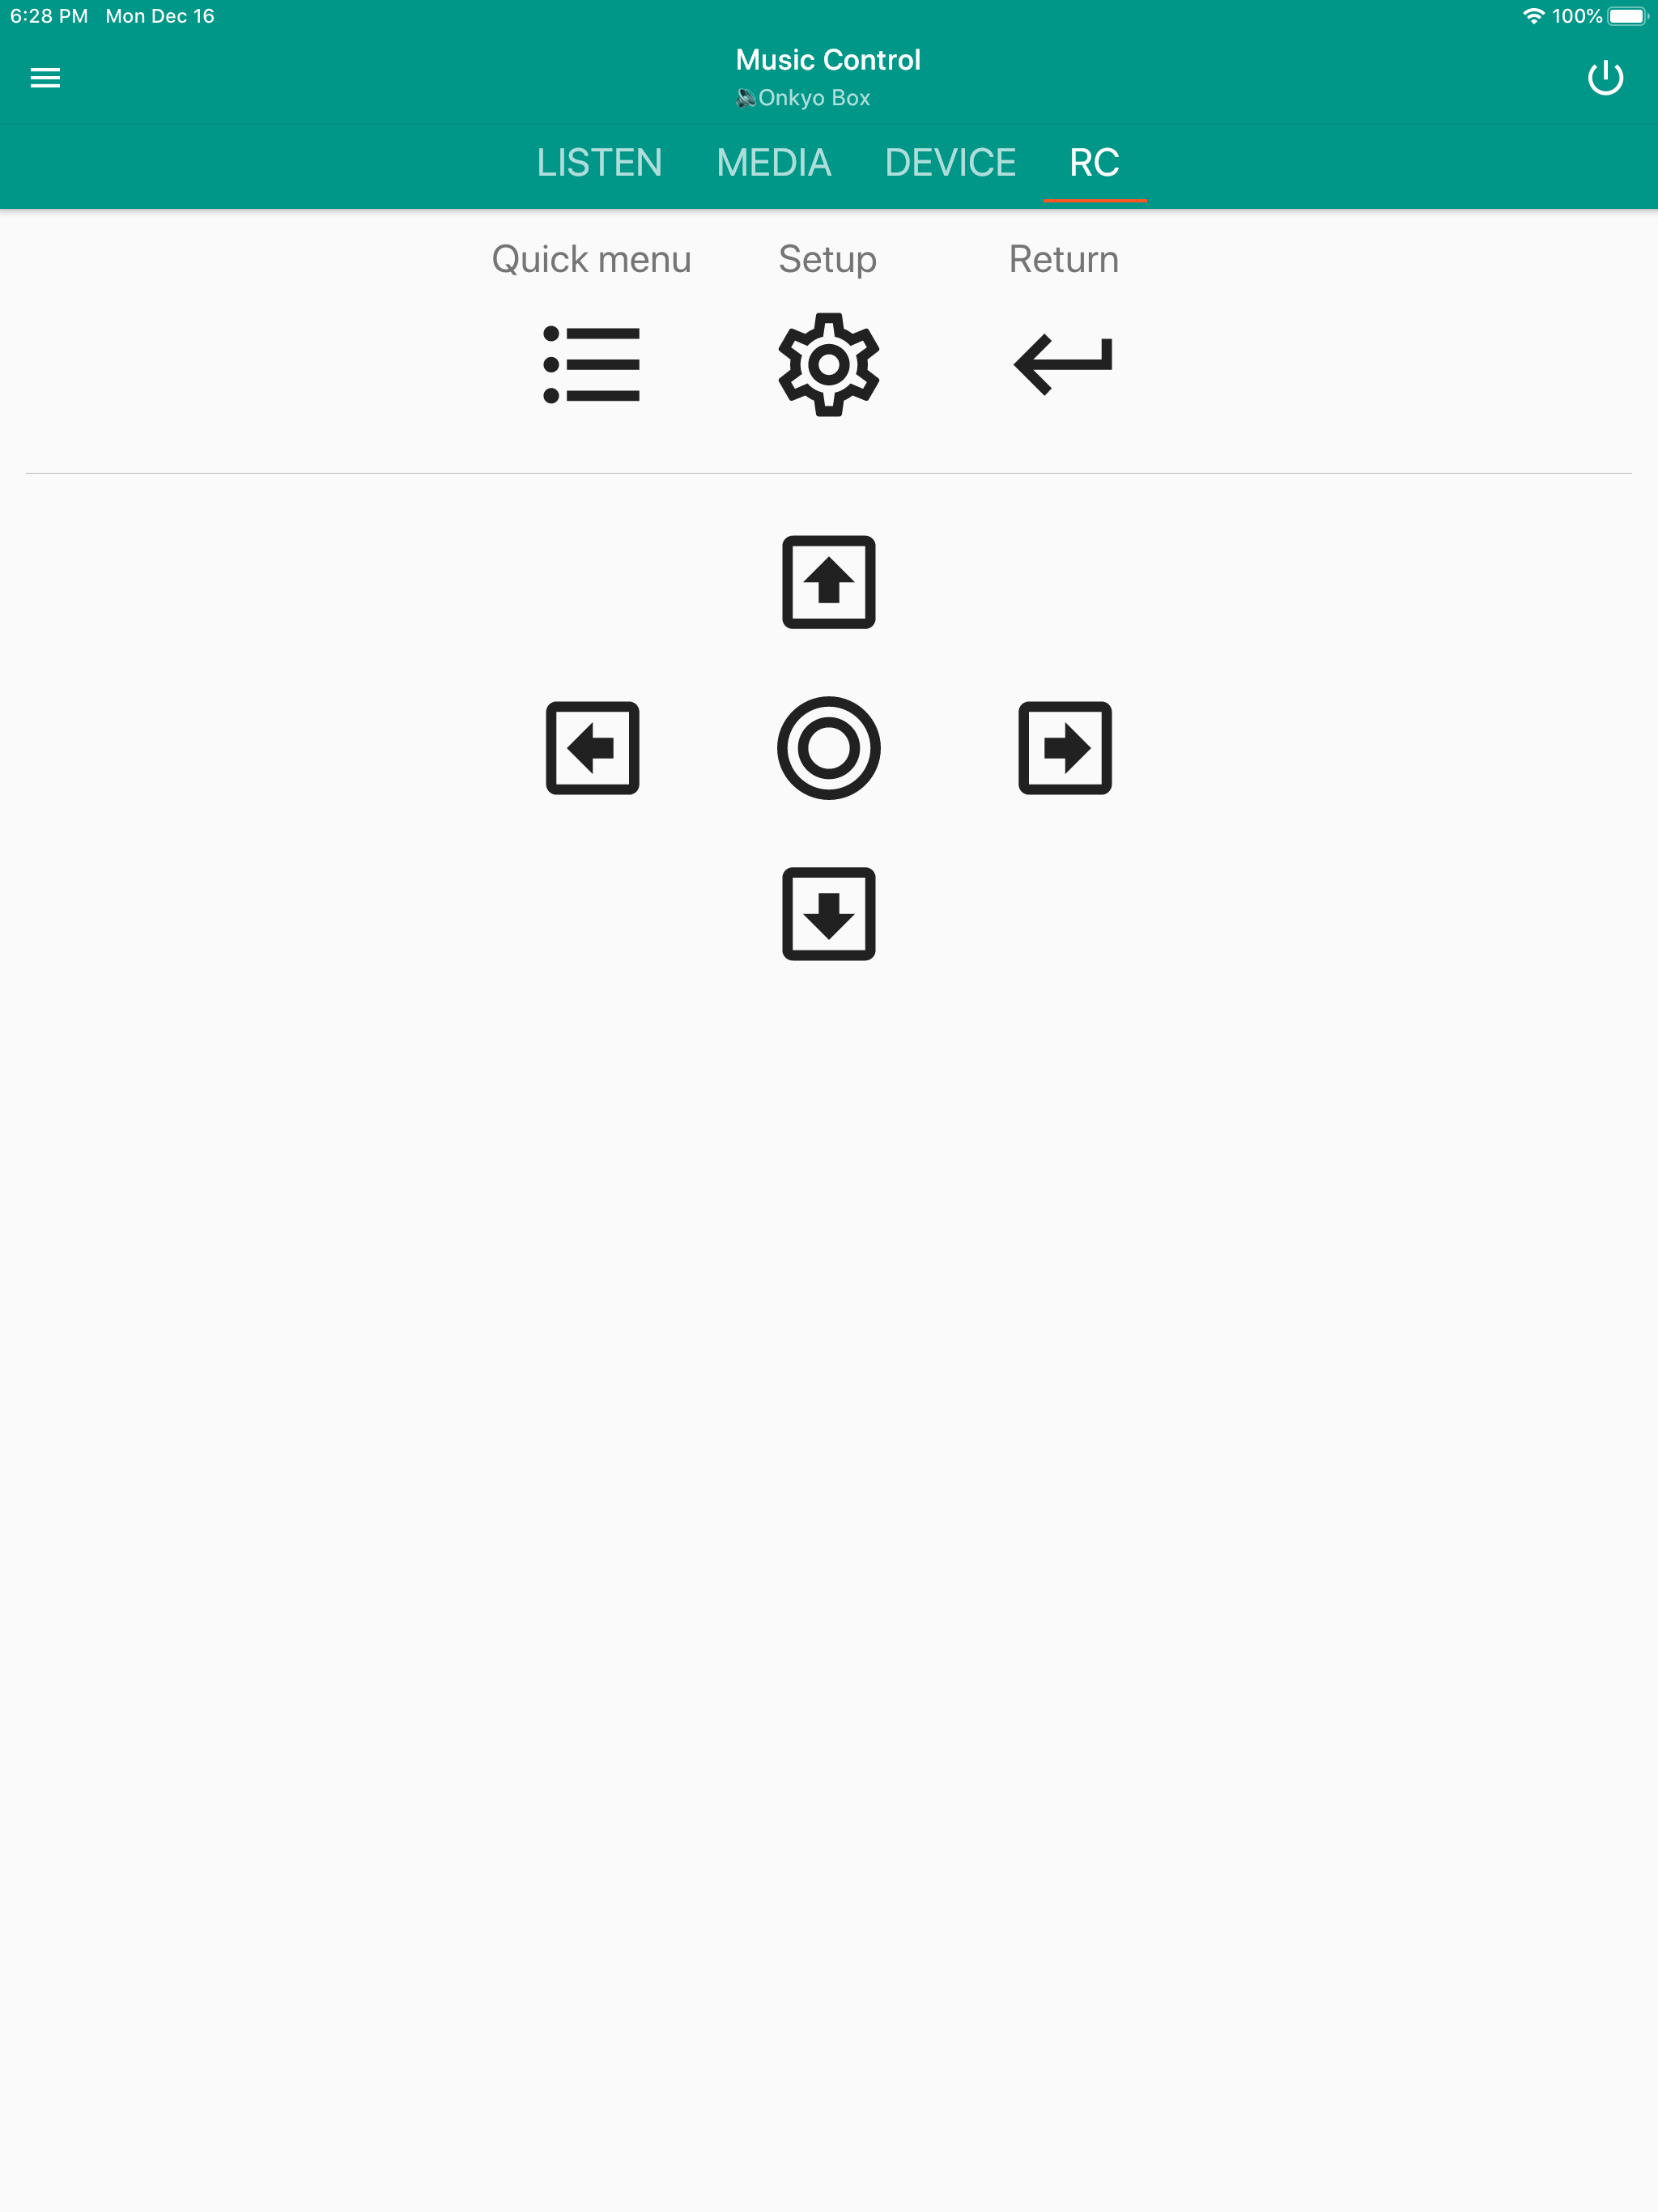 6:28 PM Mon Dec 16 100%
Music Control
🔊Onkyo Box
LISTEN MEDIA DEVICE RC
Quick menu Setup Return